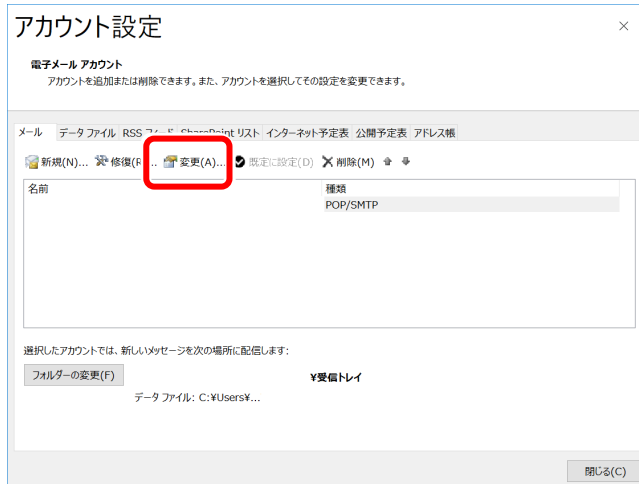 アカウント設定
電子メール アカウント
アカウントを追加または削除できます。また、アカウントを選択してその設定を変更できます。
メール データ ファイル RSS フィード SharePoint リスト インターネット予定表 公開予定表 アドレス帳
新規(N)... 修復(R)... 変更(A)... 既定に設定(D) 削除(M)
名前 種類
POP/SMTP
選択したアカウントでは、新しいメッセージを次の場所に配信します:
フォルダーの変更(F) ¥受信トレイ
データ ファイル: C:¥Users¥...
閉じる(C)